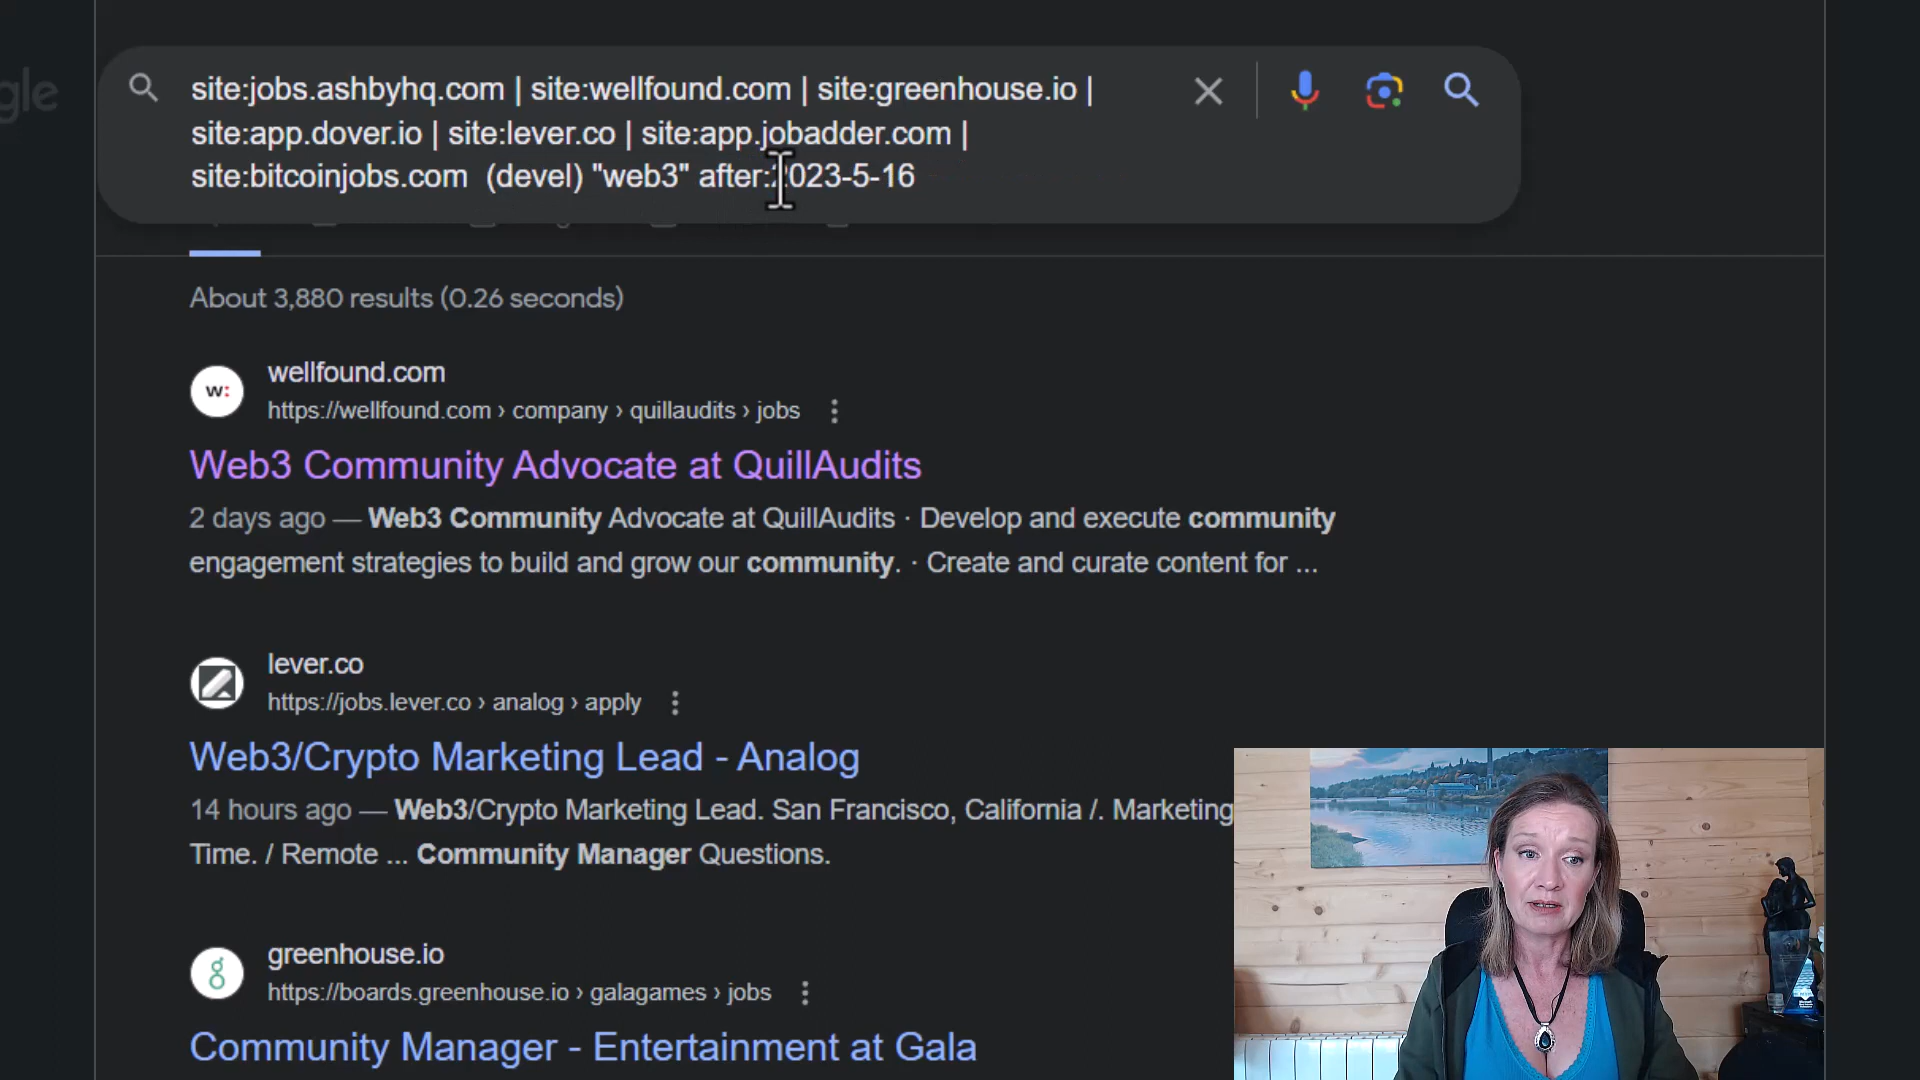 gle
site:jobs.ashbyhq.com | site:wellfound.com | site:greenhouse.io |
site:app.dover.io | site:lever.co | site:app.jobadder.com |
site:bitcoinjobs.com (devel) "web3" after:2023-5-16
About 3,880 results (0.26 seconds)
w:
wellfound.com
https://wellfound.com › company › quillaudits › jobs
Web3 Community Advocate at QuillAudits
2 days ago — Web3 Community Advocate at QuillAudits · Develop and execute community
engagement strategies to build and grow our community. · Create and curate content for ...
lever.co
https://jobs.lever.co › analog › apply
Web3/Crypto Marketing Lead - Analog
14 hours ago — Web3/Crypto Marketing Lead. San Francisco, California /. Marketing
Time. / Remote ... Community Manager Questions.
greenhouse.io
https://boards.greenhouse.io › galagames › jobs
Community Manager - Entertainment at Gala